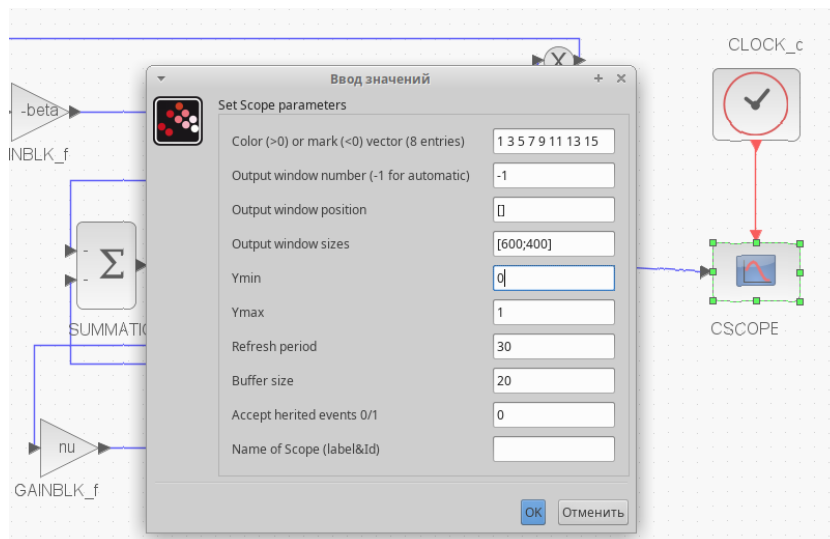 CLOCK_c
X
-beta
INBLK_f
Ввод значений
Set Scope parameters
Color (>0) or mark (<0) vector (8 entries) 1 3 5 7 9 11 13 15
Output window number (-1 for automatic) -1
Output window position []
Output window sizes [600;400]
Ymin 0
Ymax 1
Refresh period 30
Buffer size 20
Accept herited events 0/1 0
Name of Scope (label&Id)
OK Отменить
- Σ
-
SUMMATIO
nu
GAINBLK_f
CSCOPE